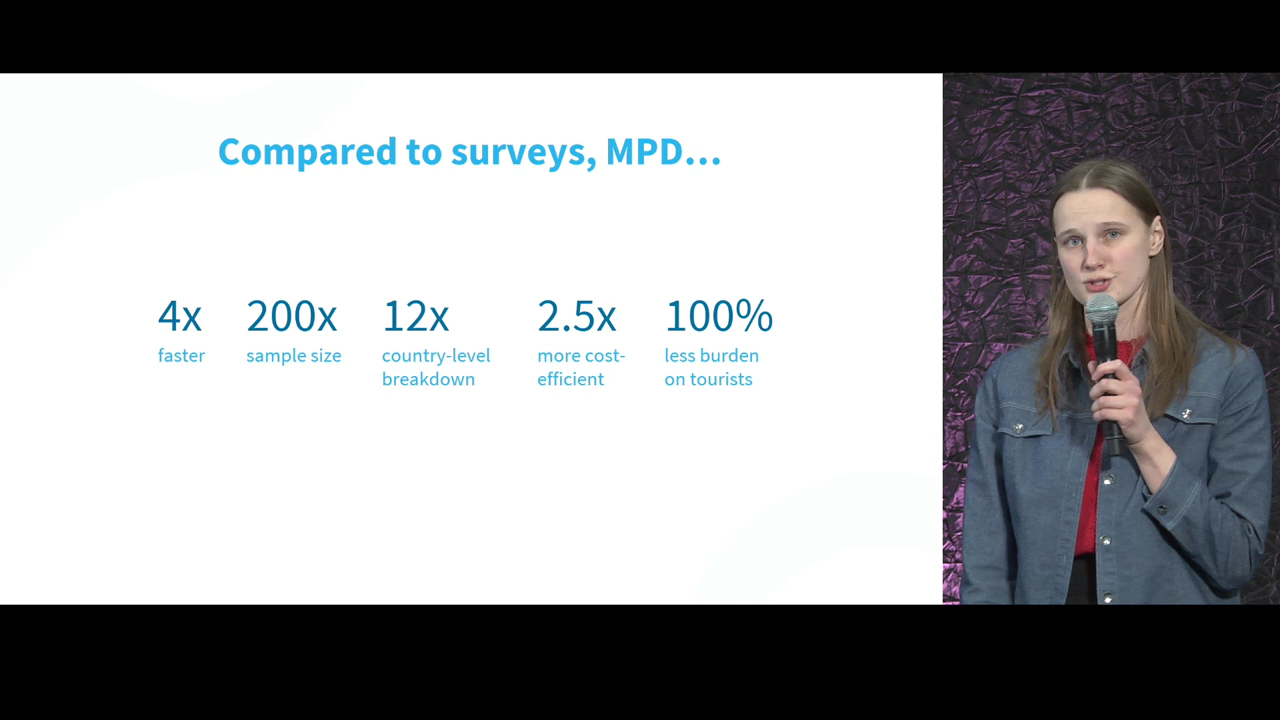 Compared to surveys, MPD...
4x
faster
200x
sample size
12x
country-level
breakdown
2.5x
more cost-
efficient
100%
less burden
on tourists